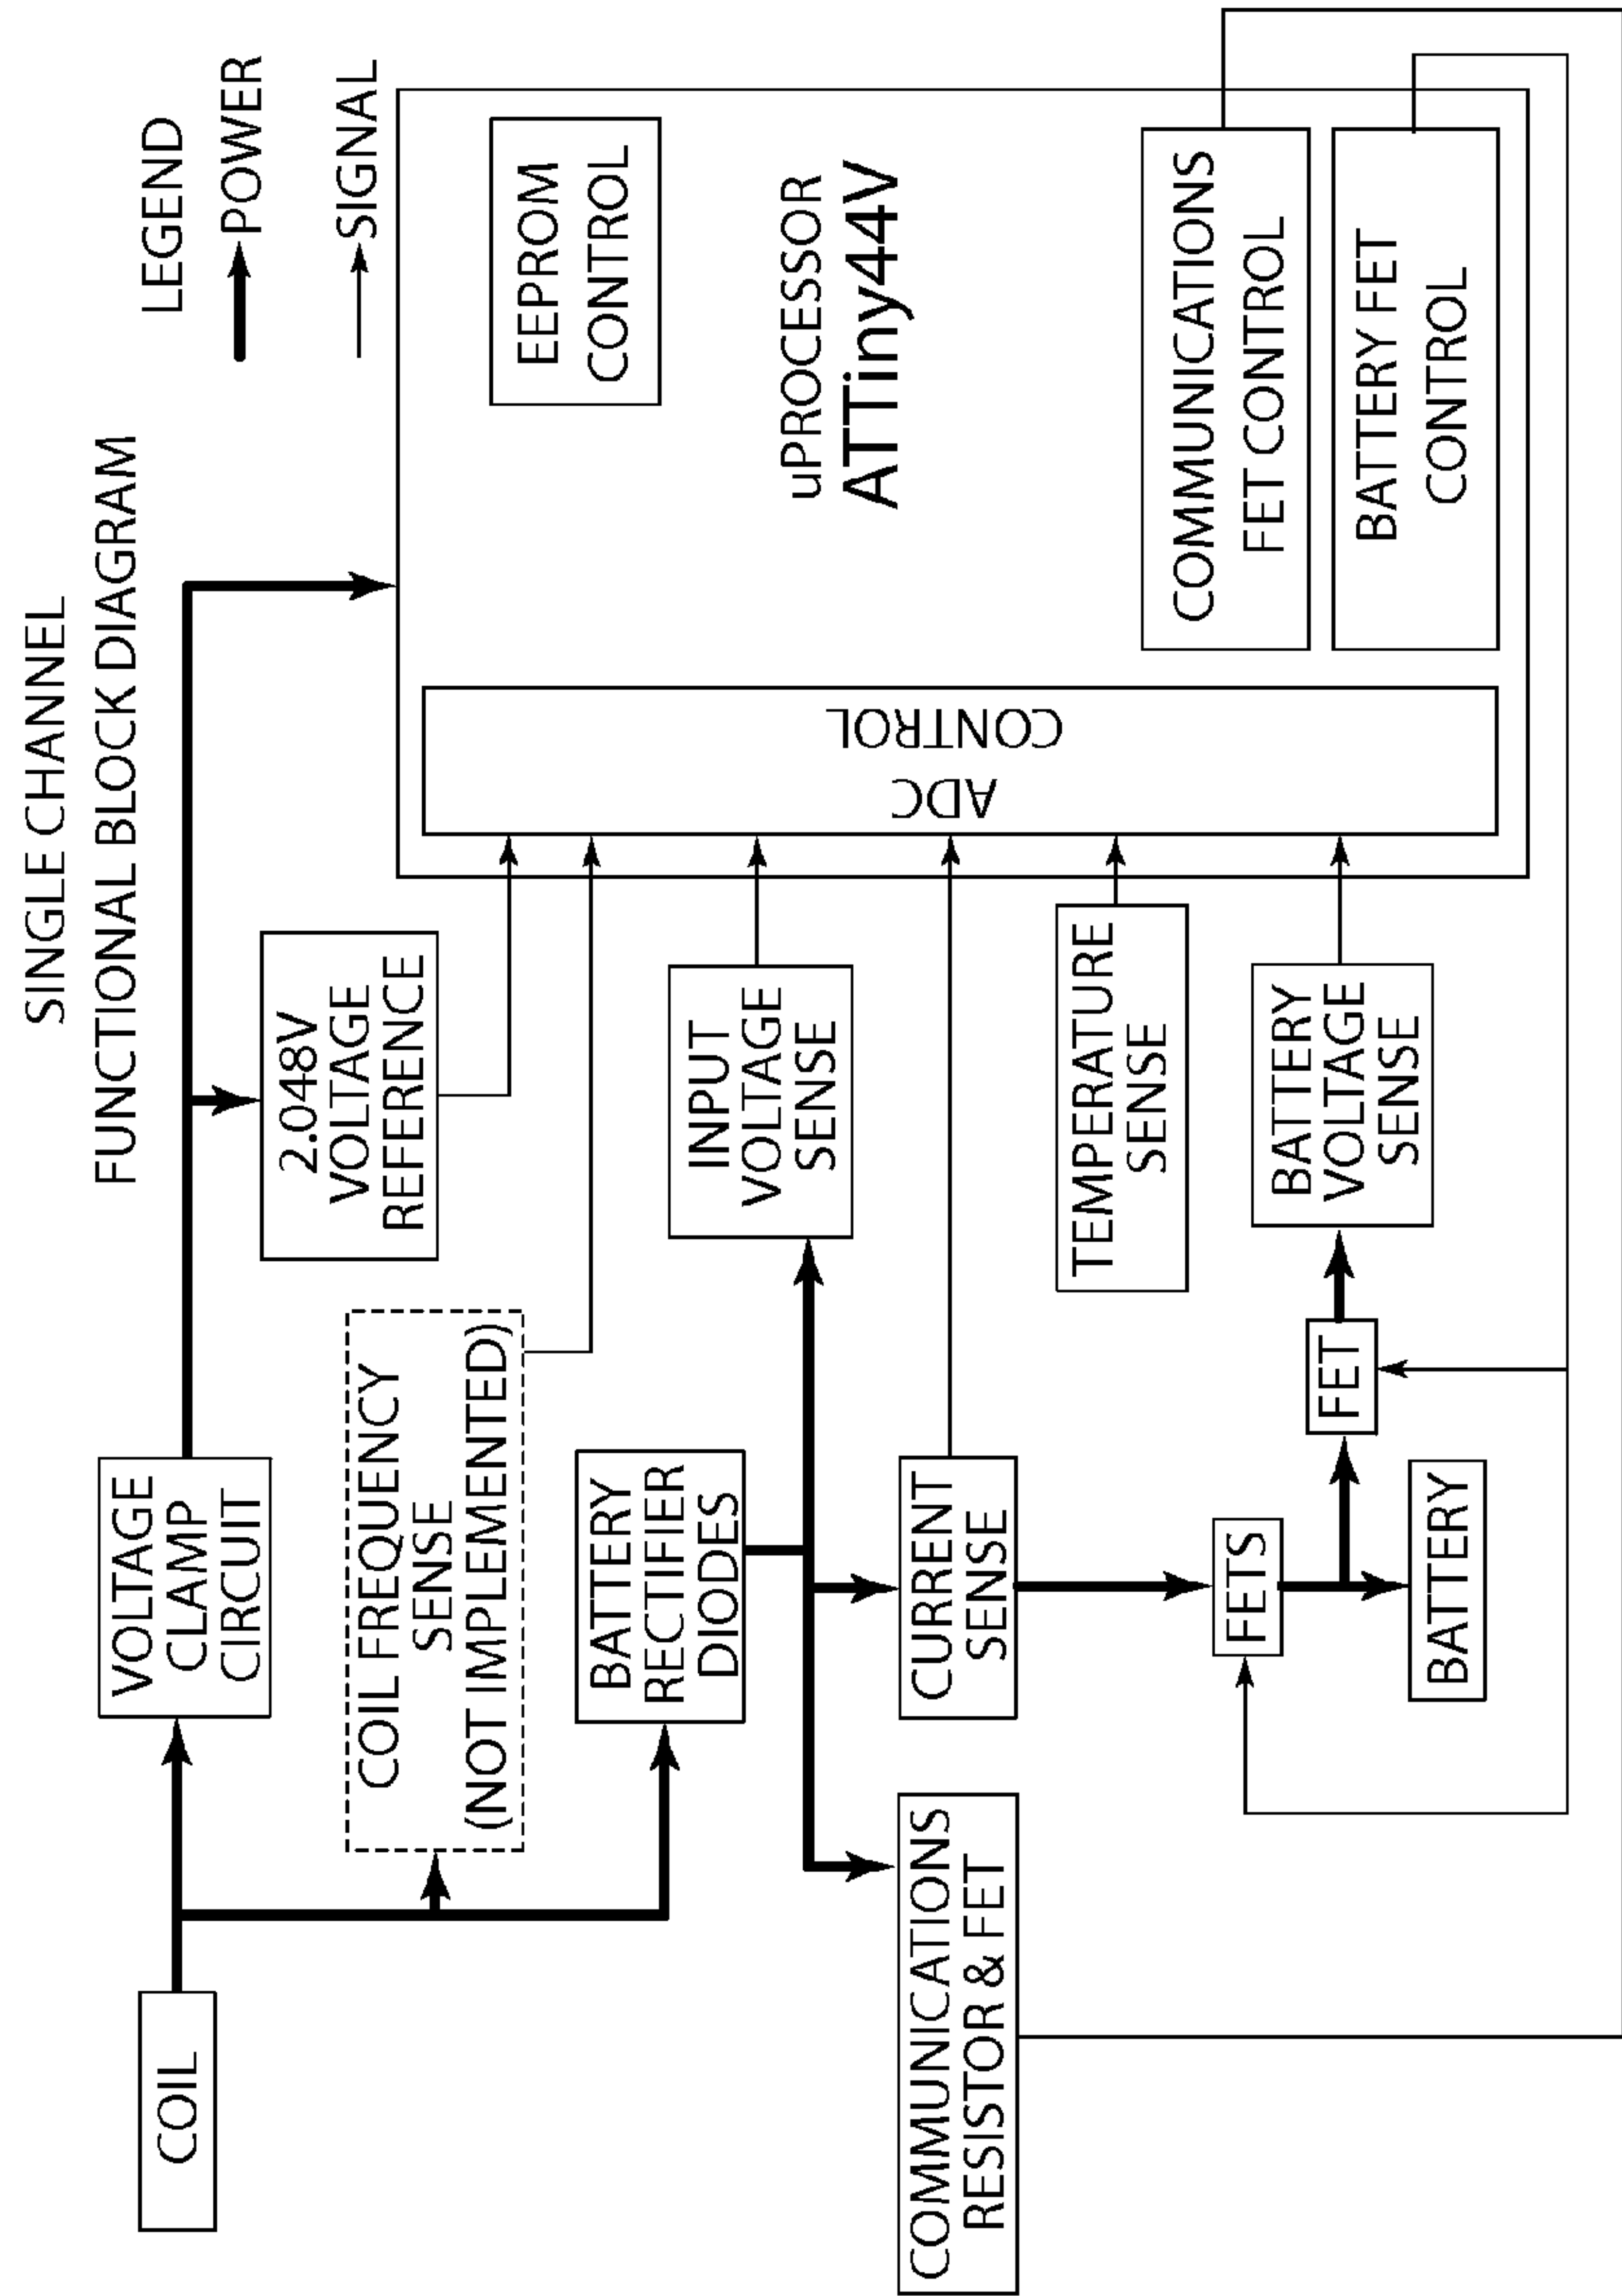 SINGLE CHANNEL
FUNCTIONAL BLOCK DIAGRAM
LEGEND
POWER
SIGNAL
COIL
VOLTAGE
CLAMP
CIRCUIT
2.048V
VOLTAGE
REFERENCE
COIL FREQUENCY
SENSE
(NOT IMPLEMENTED)
BATTERY
RECTIFIER
DIODES
INPUT
VOLTAGE
SENSE
COMMUNICATIONS
RESISTOR & FET
CURRENT
SENSE
TEMPERATURE
SENSE
FETS
FET
BATTERY
VOLTAGE
SENSE
BATTERY
ADC
CONTROL
EEPROM
CONTROL
uPROCESSOR
ATTiny44V
COMMUNICATIONS
FET CONTROL
BATTERY FET
CONTROL